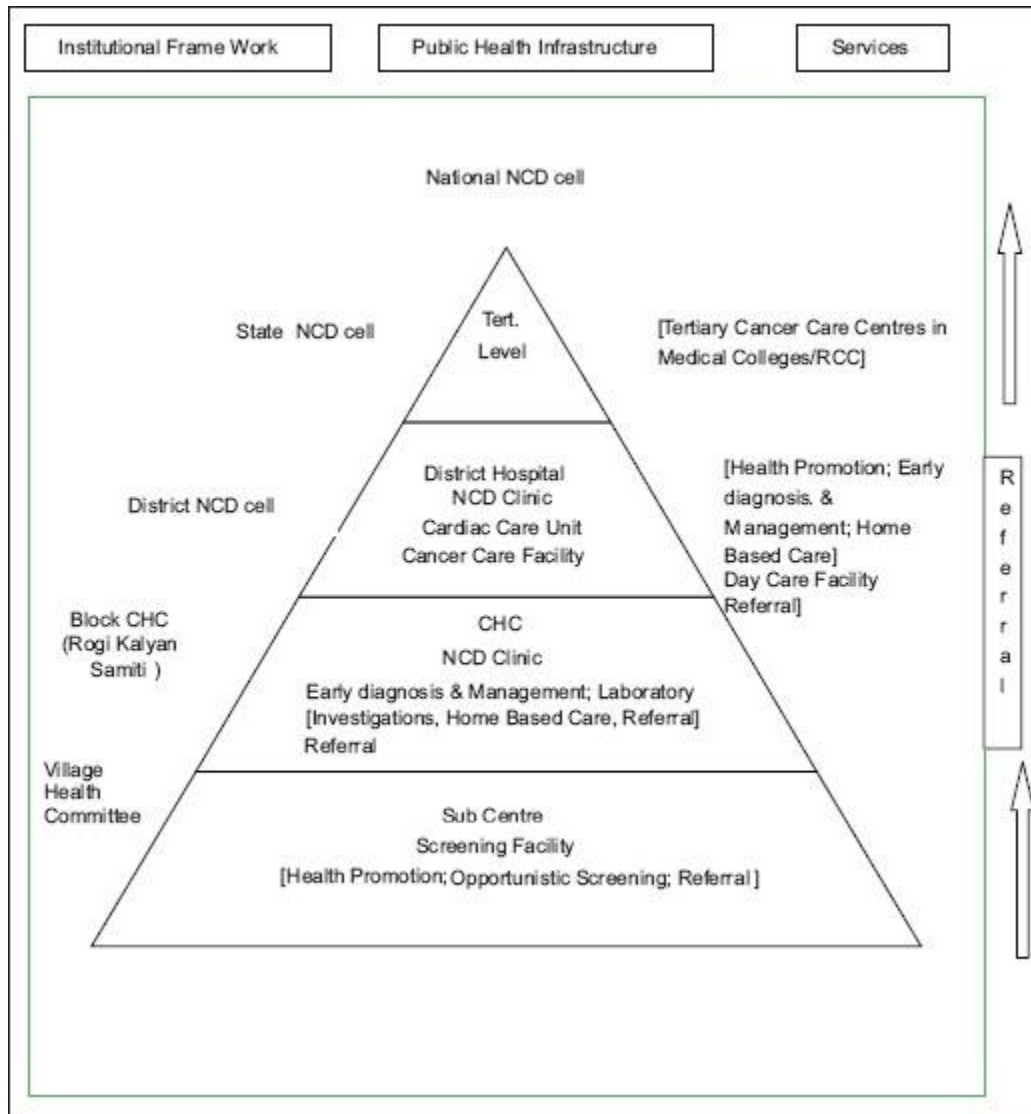 Institutional Frame Work
Public Health Infrastructure
Services
National NCD cell
State NCD cell
Tert.
Level
[Tertiary Cancer Care Centres in
Medical Colleges/RCC]
District NCD cell
District Hospital
NCD Clinic
Cardiac Care Unit
Cancer Care Facility
[Health Promotion; Early
diagnosis. &
Management; Home
Based Care]
Day Care Facility
Referral]
Referral
Block CHC
(Rogi Kalyan
Samiti )
CHC
NCD Clinic
Early diagnosis & Management; Laboratory
[Investigations, Home Based Care, Referral]
Referral
Village
Health
Committee
Sub Centre
Screening Facility
[Health Promotion; Opportunistic Screening; Referral ]